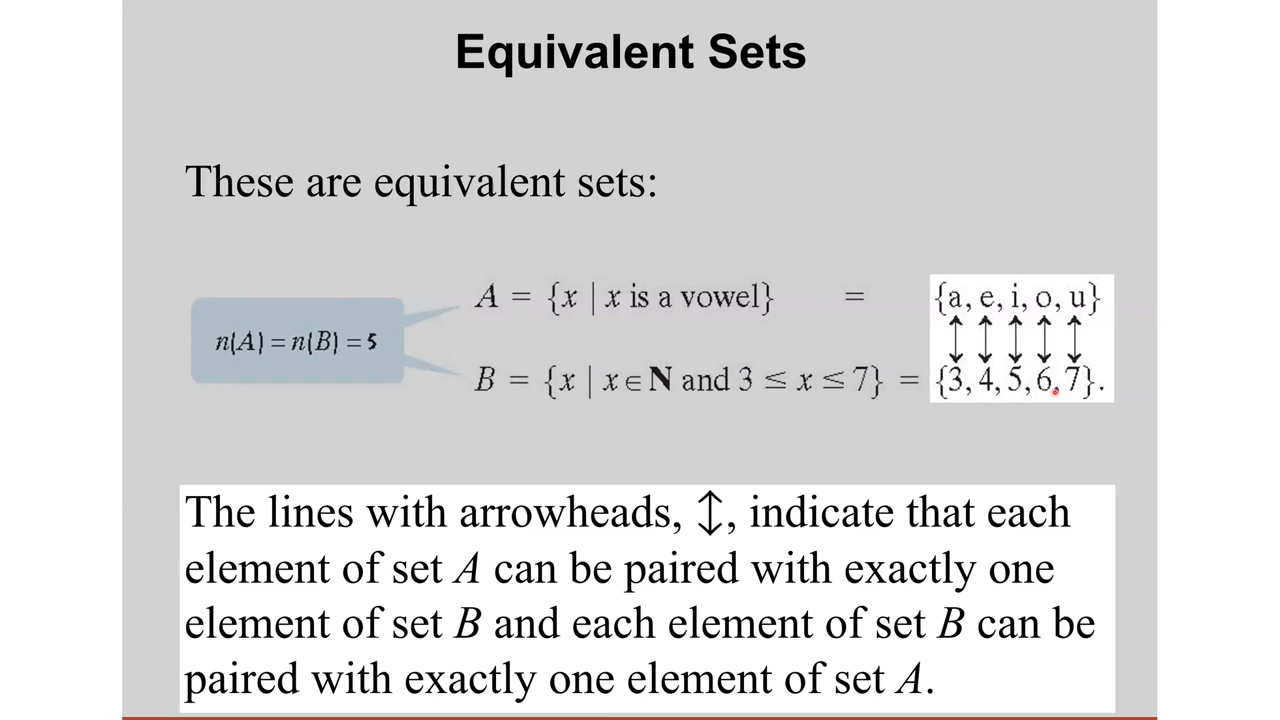 Equivalent Sets
These are equivalent sets:
A = {x | x is a vowel} = {a, e, i, o, u}
n(A) = n(B) = 5
B = {x | x ∈ N and 3 ≤ x ≤ 7} = {3, 4, 5, 6, 7}.
The lines with arrowheads, ↕, indicate that each
element of set A can be paired with exactly one
element of set B and each element of set B can be
paired with exactly one element of set A.